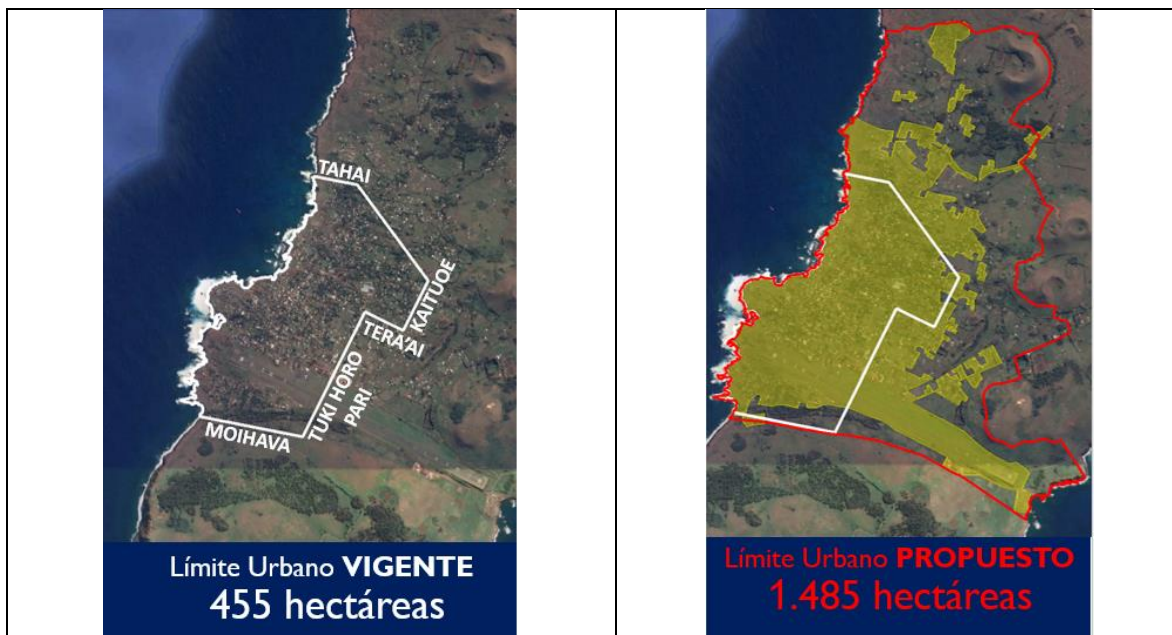 TAHAI
KAITUOE
TERA'AI
TUKI HORO
PARI
MOIHAVA
Límite Urbano VIGENTE
455 hectáreas
Límite Urbano PROPUESTO
1.485 hectáreas